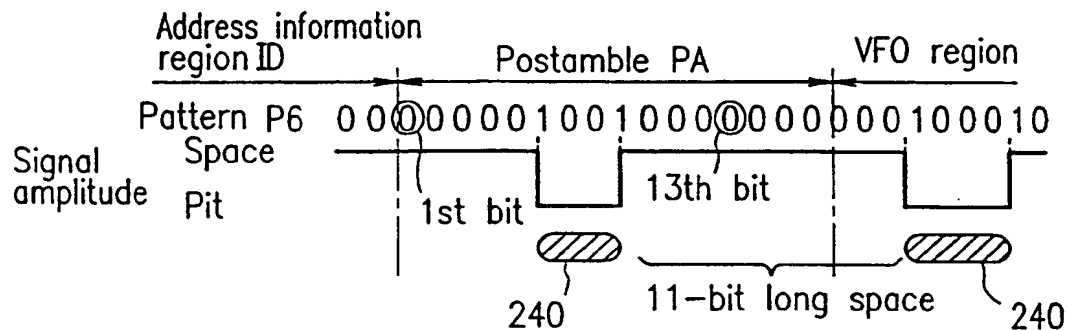 Address information
region ID
Postamble PA
VFO region
Pattern P6 0 0 0 0 0 0 0 1 0 0 1 0 0 0 0 0 0 0 0 0 0 1 0 0 0 1 0
Space
Signal
amplitude
Pit
1st bit
13th bit
240
11-bit long space
240